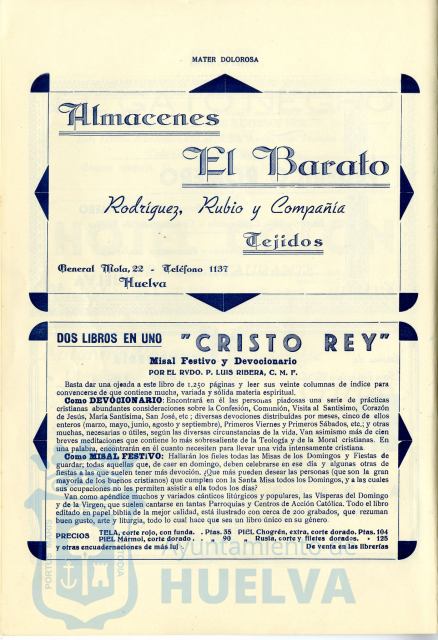 MATER DOLOROSA
Almacenes
El Barato
Rodríguez, Rubio y Compañía
Tejidos
General Mola, 22 - Teléfono 1137
Huelva
DOS LIBROS EN UNO "CRISTO REY"
Misal Festivo y Devocionario
POR EL RVDO. P. LUIS RIBERA, C. M. F.
Basta dar una ojeada a este libro de 1.250 páginas y leer sus veinte columnas de índice para
convencerse de que contiene mucha, variada y sólida materia espiritual.
Como DEVOCIONARIO: Encontrará en él las personas piadosas una serie de prácticas
cristianas abundantes consideraciones sobre la Confesión, Comunión, Visita al Santísimo, Corazón
de Jesús, María Santísima, San José, etc.; diversas devociones distribuidas por meses, cinco de ellos
enteros (marzo, mayo, junio, agosto y septiembre), Primeros Viernes y Primeros Sábados, etc.; y otras
muchas, necesarias o útiles, según las diversas circunstancias de la vida. Van asimismo más de cien
breves meditaciones que contiene lo más sobresaliente de la Teología y de la Moral cristianas. En
una palabra, encontrarán en él cuanto necesiten para llevar una vida intensamente cristiana.
Como MISAL FESTIVO: Hallarán los fieles todas las Misas de los Domingos y Fiestas de
guardar; todas aquellas que, de caer en domingo, deben celebrarse en ese día y algunas otras de
fiestas a las que suelen tener más devoción. ¿Qué más pueden desear las personas (que son la gran
mayoría de los buenos cristianos) que cumplen con la Santa Misa todos los Domingos, y a las cuales
sus ocupaciones no les permiten asistir a ella todos los días?
Van como apéndice muchos y variados cánticos litúrgicos y populares, las Vísperas del Domingo
y de la Virgen, que suelen cantarse en tantas Parroquias y Centros de Acción Católica. Todo el libro
editado en papel biblia de la mejor calidad, está ilustrado con cerca de 200 grabados, que rezuman
buen gusto, arte y liturgia, todo lo cual hace que sea un libro único en su género.
PRECIOS TELA, corte rojo, con funda. . Ptas. 35 PIEL Chogrén, extra, corte dorado. Ptas. 104
PIEL Mármol, corte dorado . . » 90 » Rusia, corte y filetes dorados. » 125
y otras encuadernaciones de más lujo De venta en las librerías
Ayuntamiento de
HUELVA